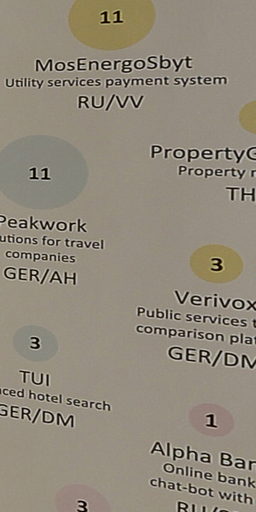 11
MosEnergoSbyt
Utility services payment system
RU/VV
11
Peakwork
utions for travel
companies
GER/AH
3
TUI
ced hotel search
GER/DM
3
PropertyG
Property
TH
3
Verivox
Public services
comparison pla
GER/DM
1
Alpha Ban
Online bank
chat-bot with